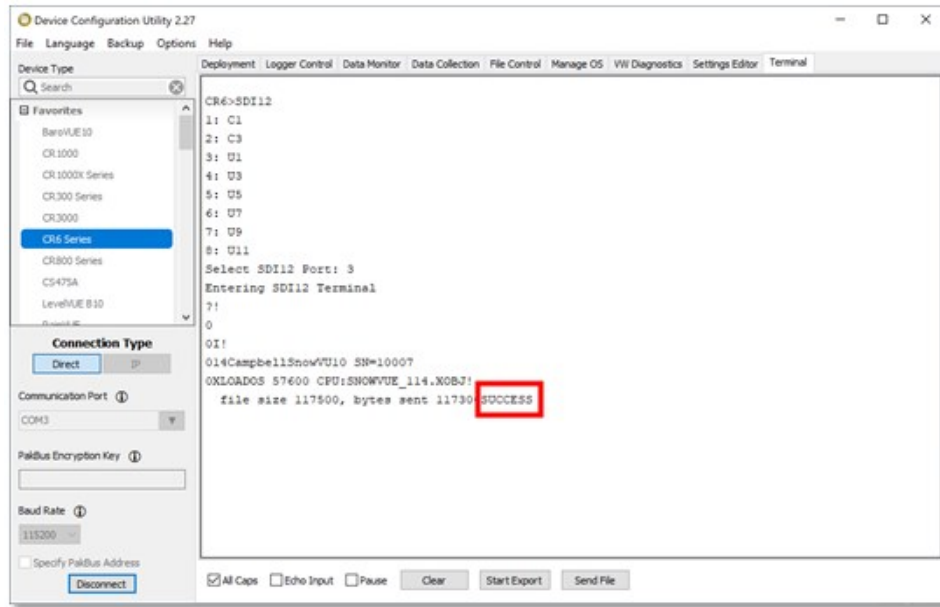 Device Configuration Utility 2.27
File Language Backup Options Help
Device Type
Search
Favorites
BaroVUE10
CR1000
CR1000X Series
CR300 Series
CR3000
CR6 Series
CR800 Series
CS475A
LevelVUE B10
Connection Type
Direct IP
Communication Port
COM3
PakBus Encryption Key
Baud Rate
115200
Specify PakBus Address
Disconnect
Deployment Logger Control Data Monitor Data Collection File Control Manage OS VW Diagnostics Settings Editor Terminal
CR6>SDI12
1: C1
2: C3
3: U1
4: U3
5: U5
6: U7
7: U9
8: U11
Select SDI12 Port: 3
Entering SDI12 Terminal
?!
0
0I!
014CampbellSnowVU10 SN=10007
0XLOADOS 57600 CPU:SNOWVUE_114.XOBJ!
file size 117500, bytes sent 11730 SUCCESS
All Caps Echo Input Pause Clear Start Export Send File